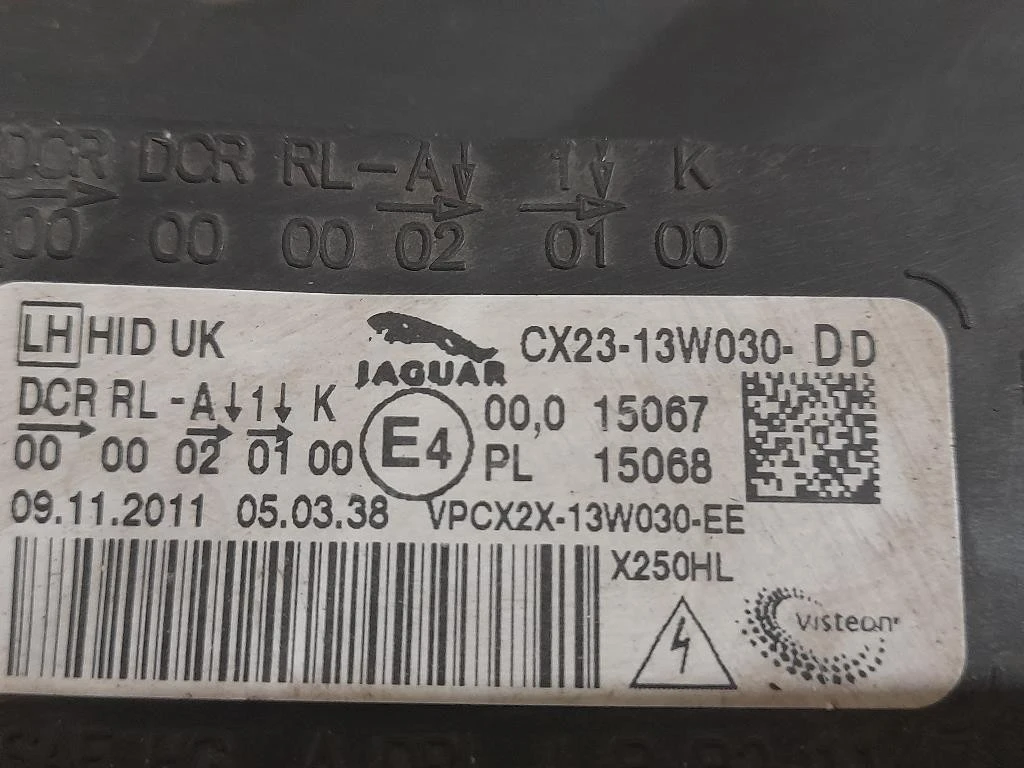 DCR DCR RL-A↓ 1↓ K
00 00 00 02 01 00
LH HID UK
JAGUAR
CX23-13W030- DD
DCR RL -A↓1↓ K
00 00 02 01 00
E4
00,0 15067
PL 15068
09.11.2011 05.03.38 VPCX2X-13W030-EE
X250HL
Visteon